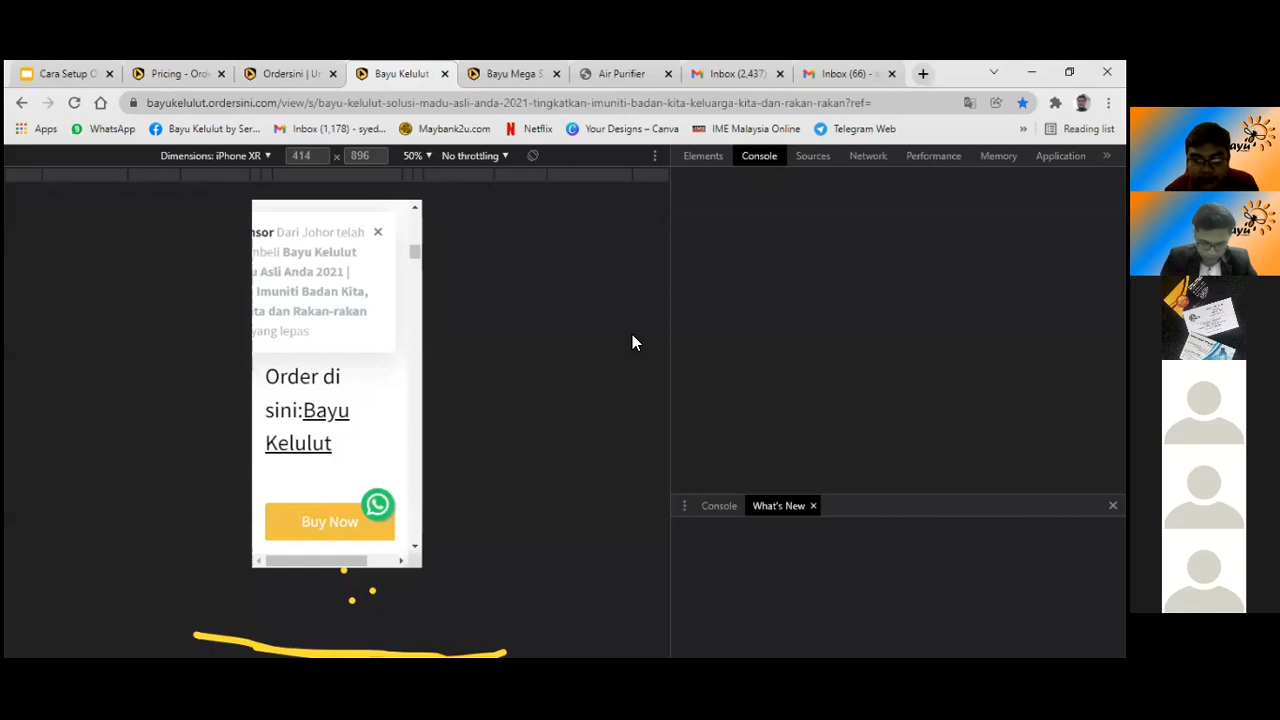 Cara Setup O
Pricing - Orde
Ordersini | Ur
Bayu Kelulut
Bayu Mega S
Air Purifier
Inbox (2,437)
Inbox (66) - s
bayukelulut.ordersini.com/view/s/bayu-kelulut-solusi-madu-asli-anda-2021-tingkatkan-imuniti-badan-kita-keluarga-kita-dan-rakan-rakan?ref=
Apps
WhatsApp
Bayu Kelulut by Ser...
Inbox (1,178) - syed...
Maybank2u.com
Netflix
Your Designs – Canva
IME Malaysia Online
Telegram Web
»
Reading list
Dimensions: iPhone XR
414 × 896
50%
No throttling
Elements
Console
Sources
Network
Performance
Memory
Application
»
nsor Dari Johor telah
mbeli Bayu Kelulut
u Asli Anda 2021 |
Imuniti Badan Kita,
ita dan Rakan-rakan
yang lepas
Order di
sini:Bayu
Kelulut
Buy Now
Console
What's New